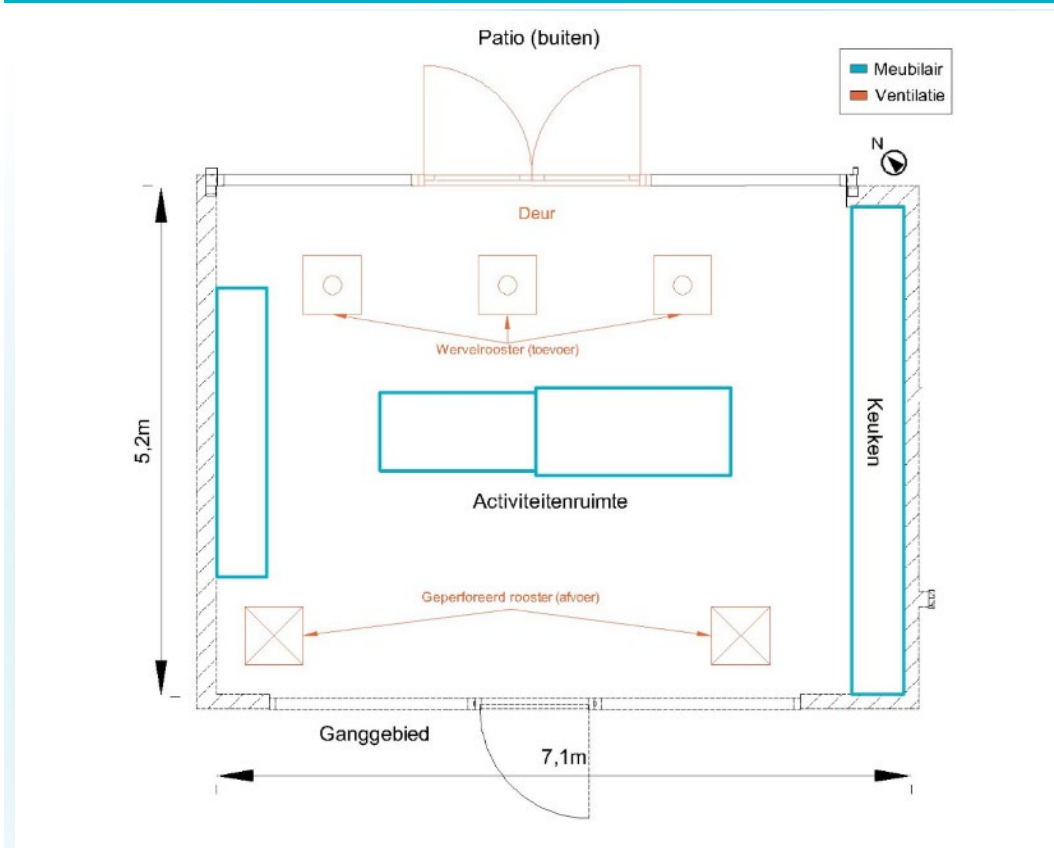 Patio (buiten)
Meubilair
Ventilatie
N
Deur
Wervelrooster (toevoer)
5,2m
Keuken
Activiteitenruimte
Geperforeerd rooster (afvoer)
Ganggebied
7,1m